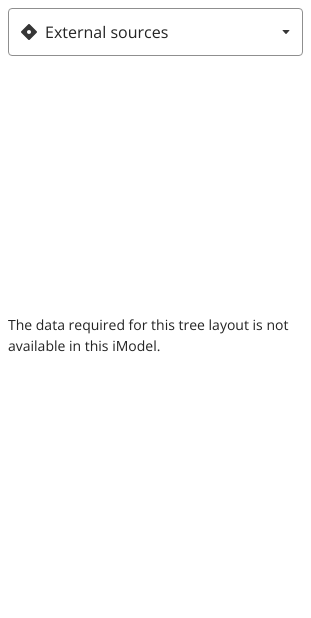 External sources
The data required for this tree layout is not
available in this iModel.